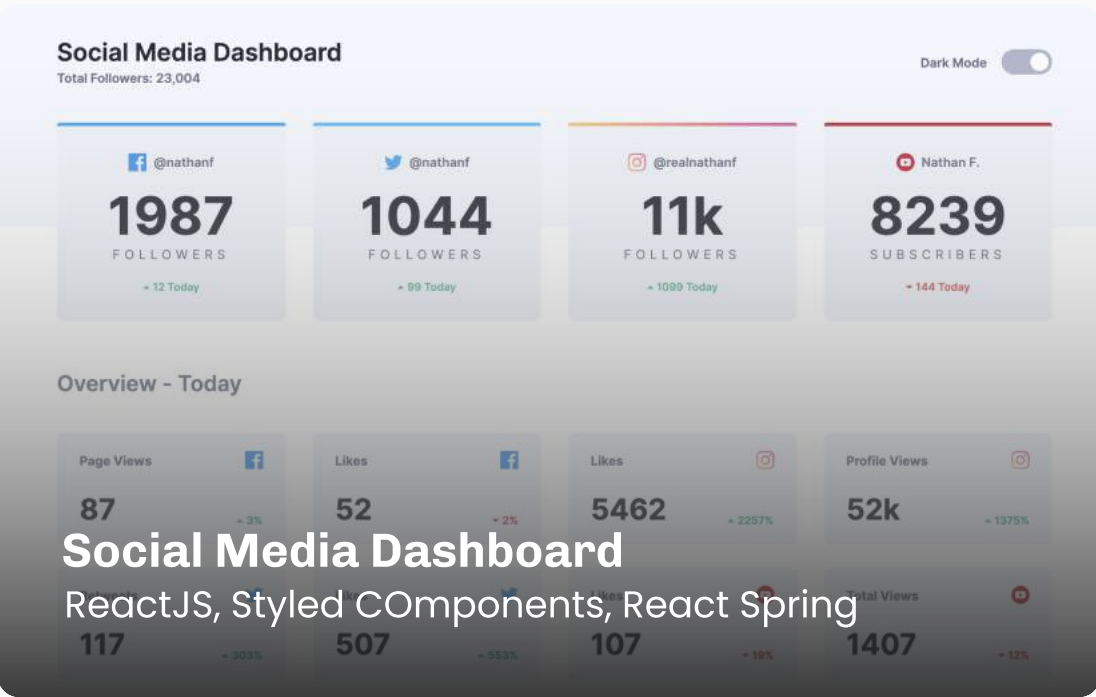 Social Media Dashboard
Total Followers: 23,004
Dark Mode
@nathanf
1987
FOLLOWERS
12 Today
@nathanf
1044
FOLLOWERS
99 Today
@realnathanf
11k
FOLLOWERS
1099 Today
Nathan F.
8239
SUBSCRIBERS
144 Today
Overview - Today
Page Views
87
3%
Likes
52
2%
Likes
5462
2257%
Profile Views
52k
1375%
Social Media Dashboard
ReactJS, Styled COmponents, React Spring
Retweets
117
303%
Likes
507
553%
Likes
107
19%
Total Views
1407
12%